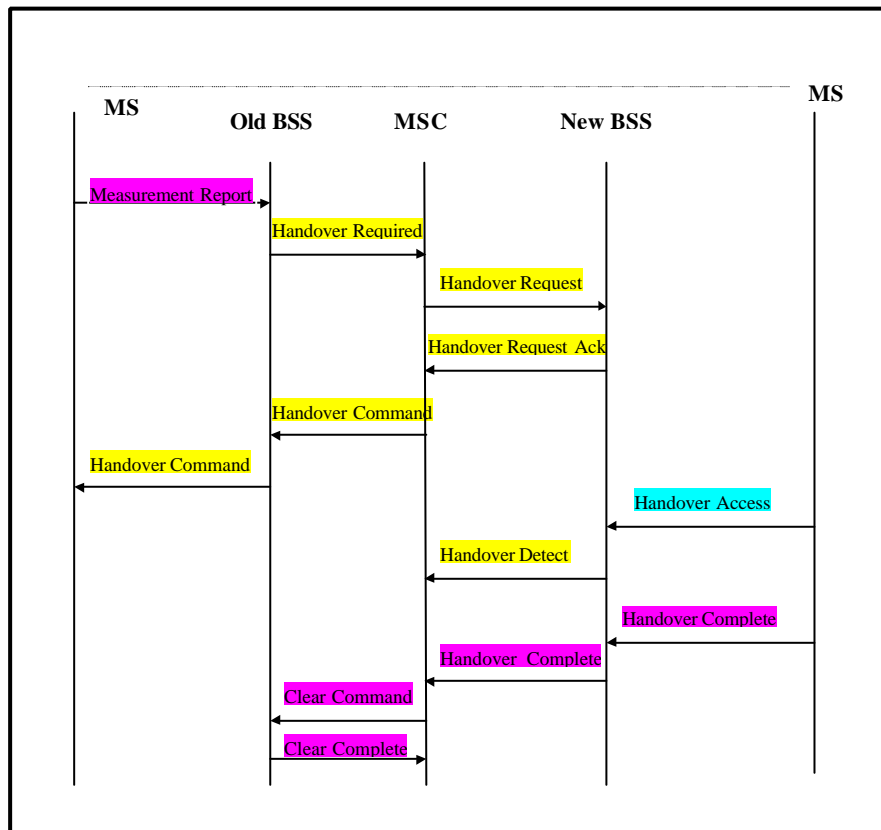 MS
MS
Old BSS
MSC
New BSS
Measurement Report
Handover Required
Handover Request
Handover Request Ack
Handover Command
Handover Command
Handover Access
Handover Detect
Handover Complete
Handover Complete
Clear Command
Clear Complete